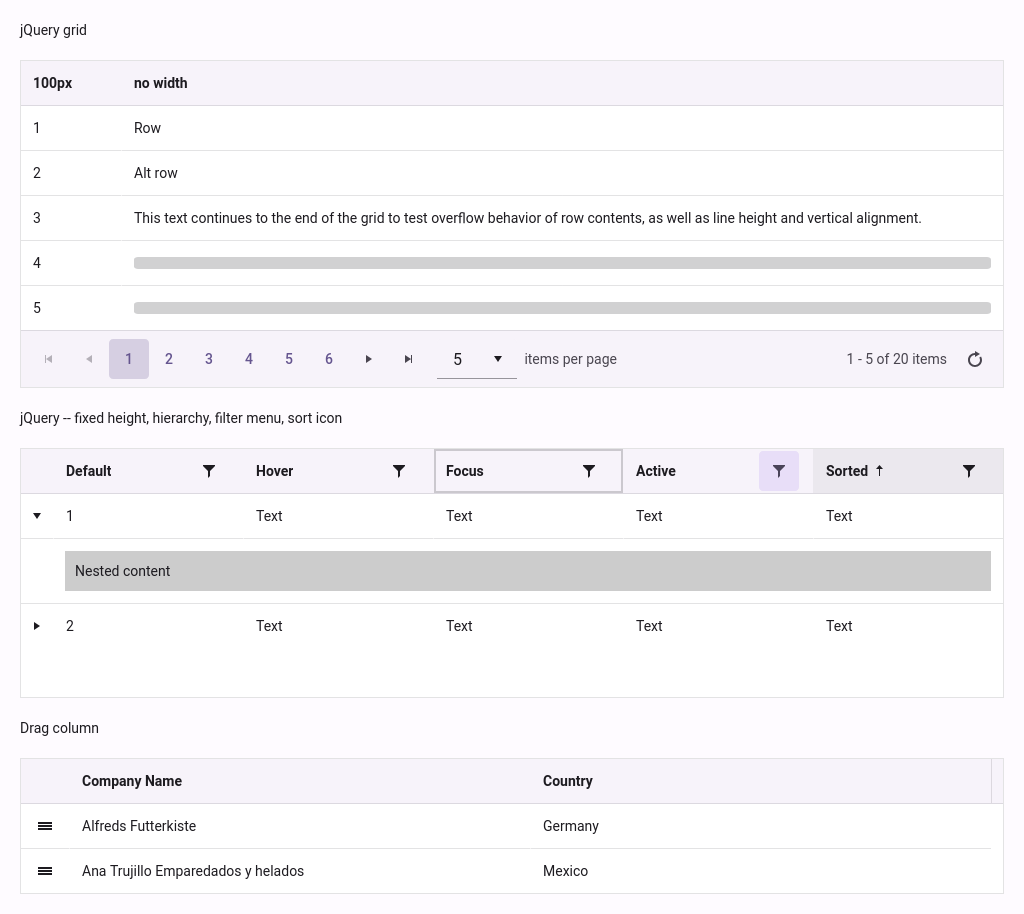 jQuery grid
100px no width
1 Row
2 Alt row
3 This text continues to the end of the grid to test overflow behavior of row contents, as well as line height and vertical alignment.
4
5
1 2 3 4 5 6 5 items per page 1 - 5 of 20 items
jQuery -- fixed height, hierarchy, filter menu, sort icon
Default Hover Focus Active Sorted
1 Text Text Text Text
Nested content
2 Text Text Text Text
Drag column
Company Name Country
Alfreds Futterkiste Germany
Ana Trujillo Emparedados y helados Mexico